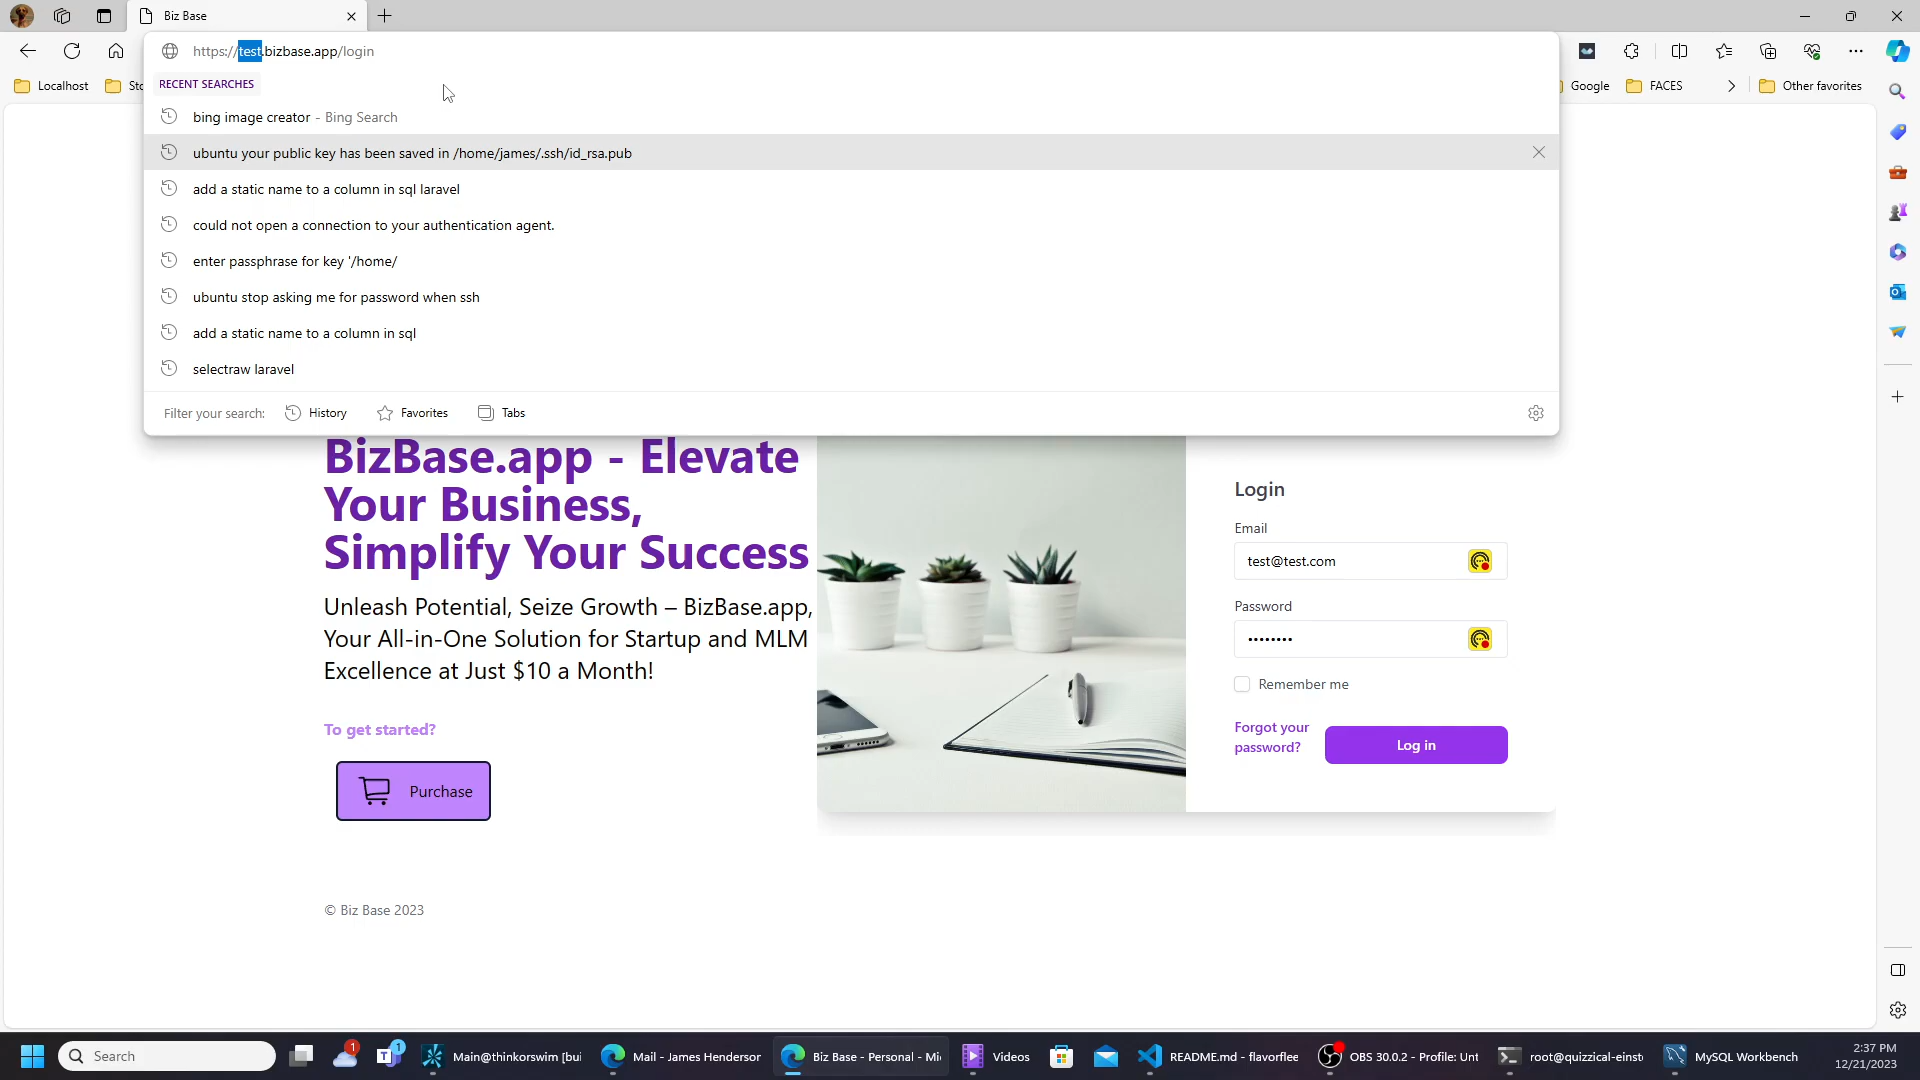 Biz Base
https://test.bizbase.app/login
Localhost
RECENT SEARCHES
Google
FACES
Other favorites
bing image creator - Bing Search
ubuntu your public key has been saved in /home/james/.ssh/id_rsa.pub
add a static name to a column in sql laravel
could not open a connection to your authentication agent.
enter passphrase for key '/home/
ubuntu stop asking me for password when ssh
add a static name to a column in sql
selectraw laravel
Filter your search:
History
Favorites
Tabs
BizBase.app - Elevate
Your Business,
Simplify Your Success
Unleash Potential, Seize Growth – BizBase.app,
Your All-in-One Solution for Startup and MLM
Excellence at Just $10 a Month!
To get started?
Purchase
Login
Email
test@test.com
Password
Remember me
Forgot your
password?
Log in
© Biz Base 2023
Search
1
1
Main@thinkorswim [bui
Mail - James Hendersor
Biz Base - Personal - Mi
Videos
README.md - flavorflee
OBS 30.0.2 - Profile: Unt
root@quizzical-einst
MySQL Workbench
2:37 PM
12/21/2023